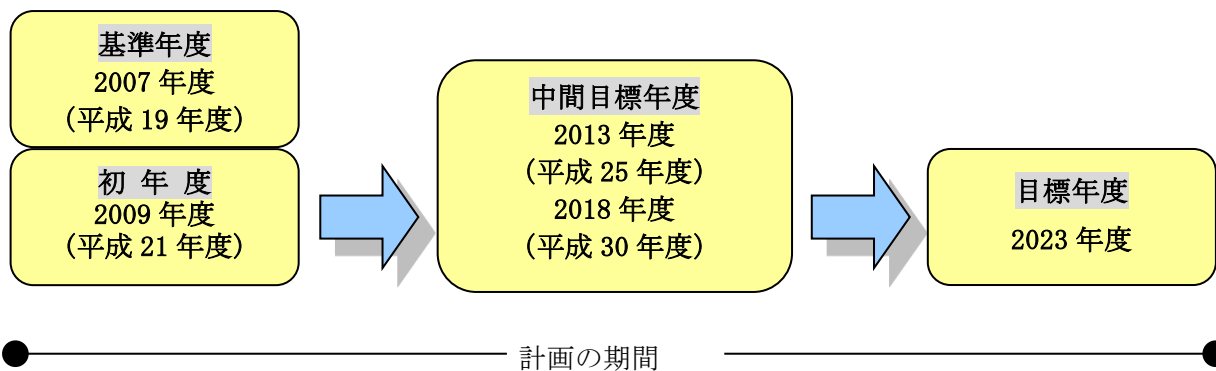 基準年度
2007 年度
(平成 19 年度)
初 年 度
2009 年度
(平成 21 年度)
中間目標年度
2013 年度
(平成 25 年度)
2018 年度
(平成 30 年度)
目標年度
2023 年度
計画の期間